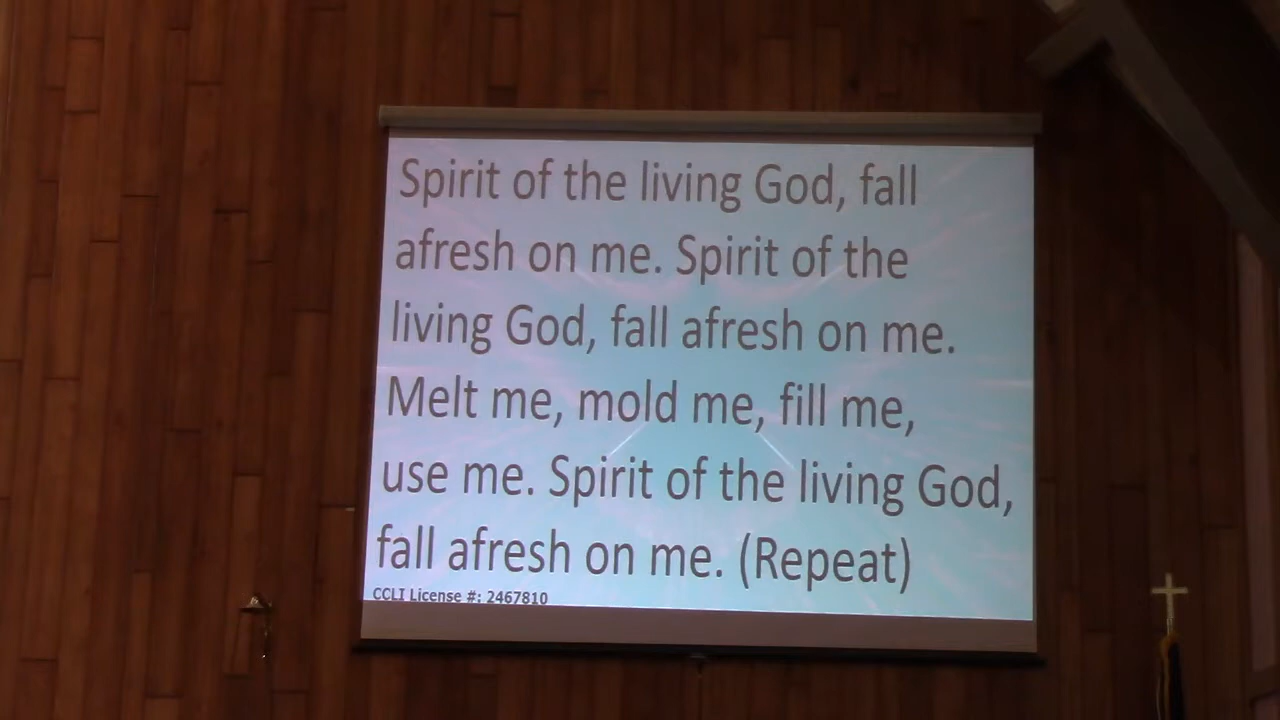 Spirit of the living God, fall
afresh on me. Spirit of the
living God, fall afresh on me.
Melt me, mold me, fill me,
use me. Spirit of the living God,
fall afresh on me. (Repeat)
CCLI License #: 2467810